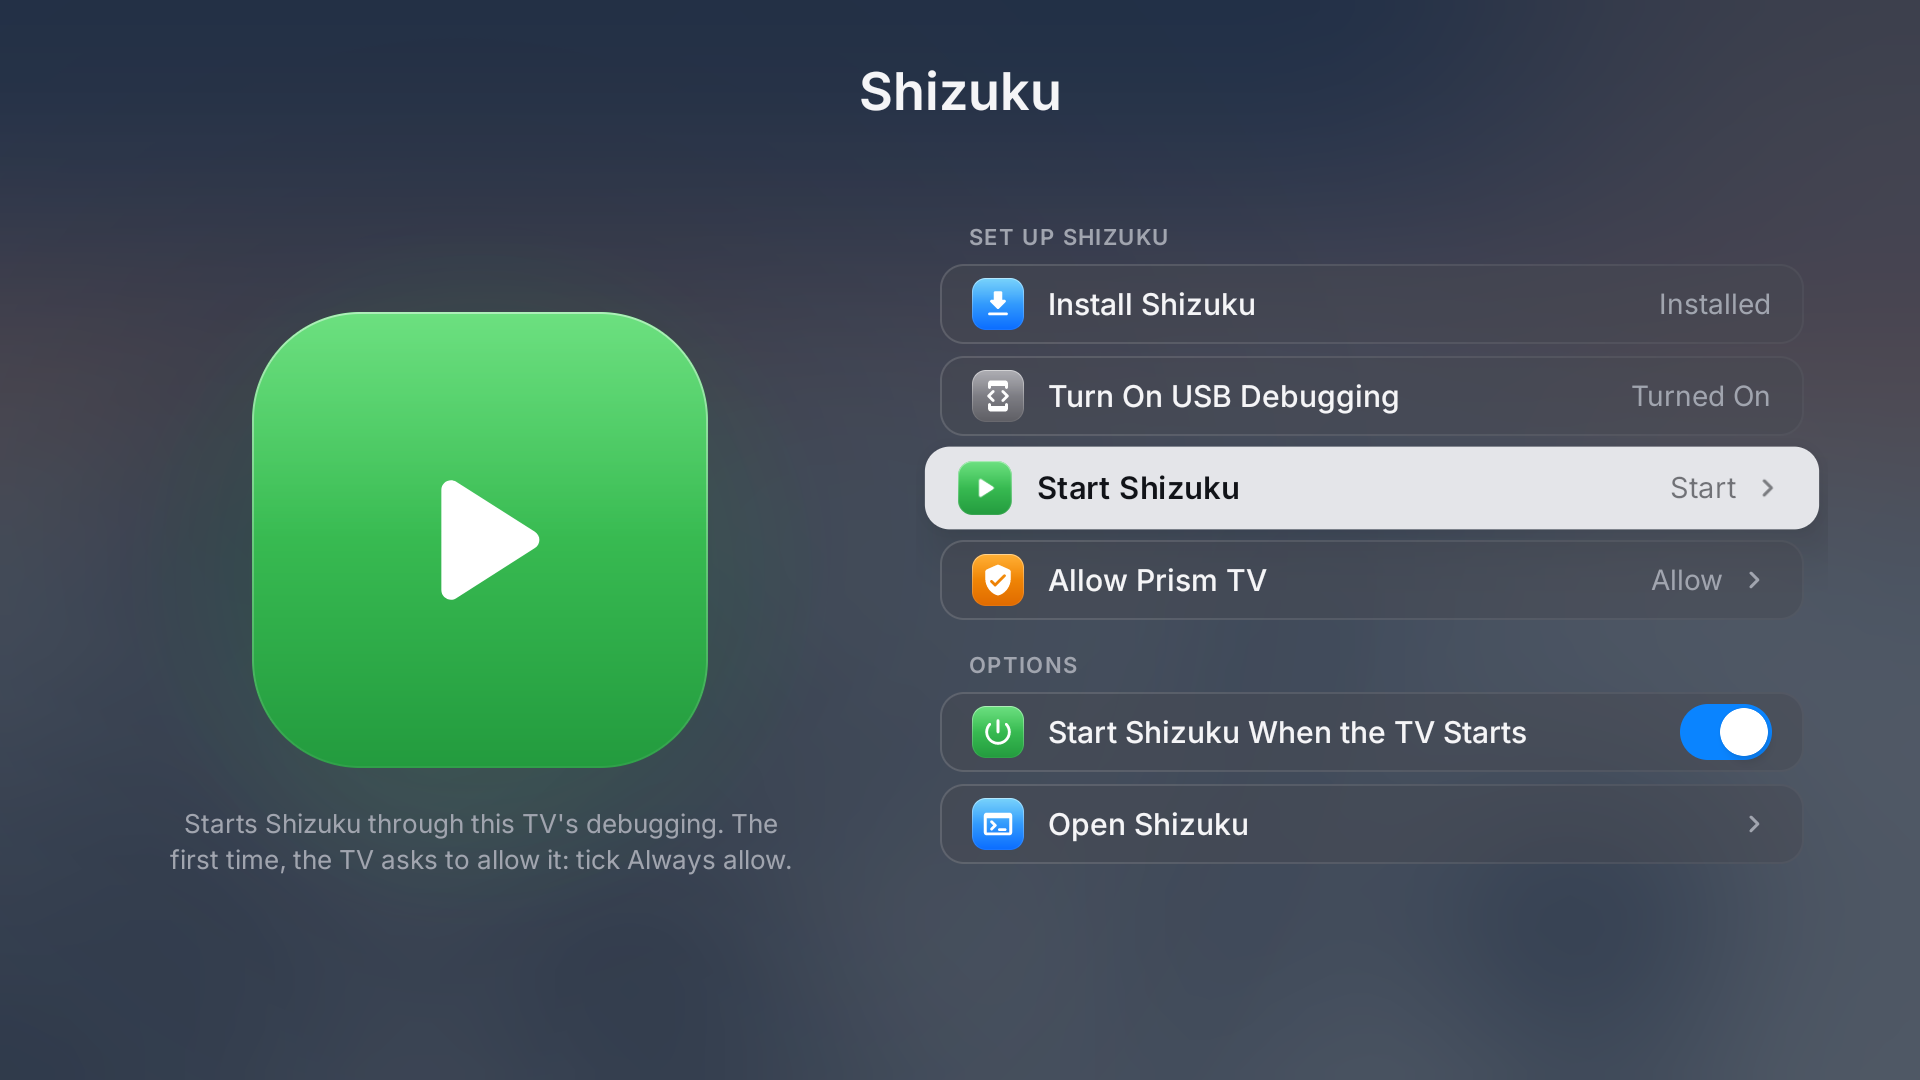 Shizuku
SET UP SHIZUKU
Install Shizuku
Installed
Turn On USB Debugging
Turned On
Start Shizuku
Start
Allow Prism TV
Allow
OPTIONS
Start Shizuku When the TV Starts
Open Shizuku
Starts Shizuku through this TV's debugging. The
first time, the TV asks to allow it: tick Always allow.